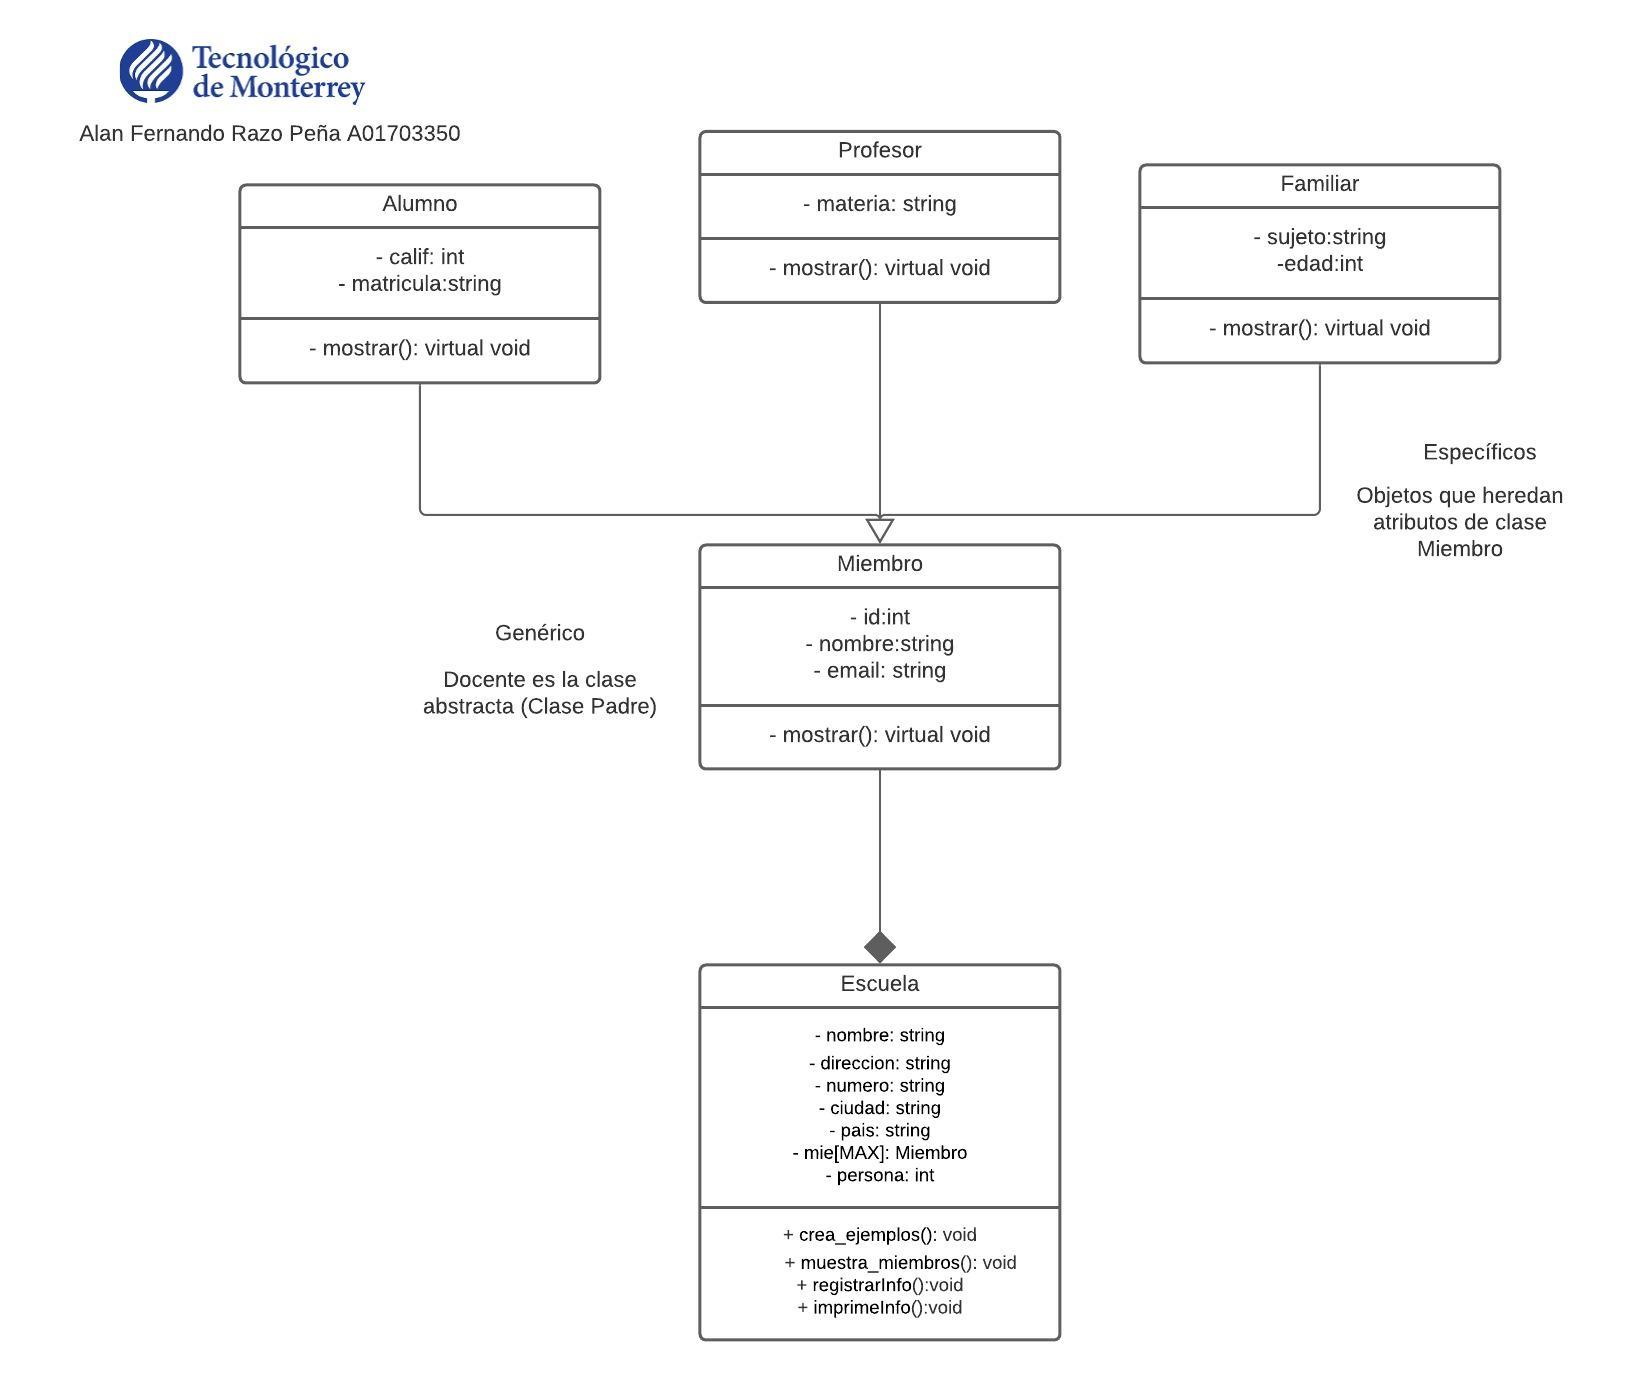 Tecnológico
de Monterrey
Alan Fernando Razo Peña A01703350
Alumno
- calif: int
- matricula:string
- mostrar(): virtual void
Profesor
- materia: string
- mostrar(): virtual void
Familiar
- sujeto:string
-edad:int
- mostrar(): virtual void
Específicos
Objetos que heredan
atributos de clase
Miembro
Genérico
Docente es la clase
abstracta (Clase Padre)
Miembro
- id:int
- nombre:string
- email: string
- mostrar(): virtual void
Escuela
- nombre: string
- direccion: string
- numero: string
- ciudad: string
- pais: string
- mie[MAX]: Miembro
- persona: int
+ crea_ejemplos(): void
+ muestra_miembros(): void
+ registrarInfo():void
+ imprimeInfo():void